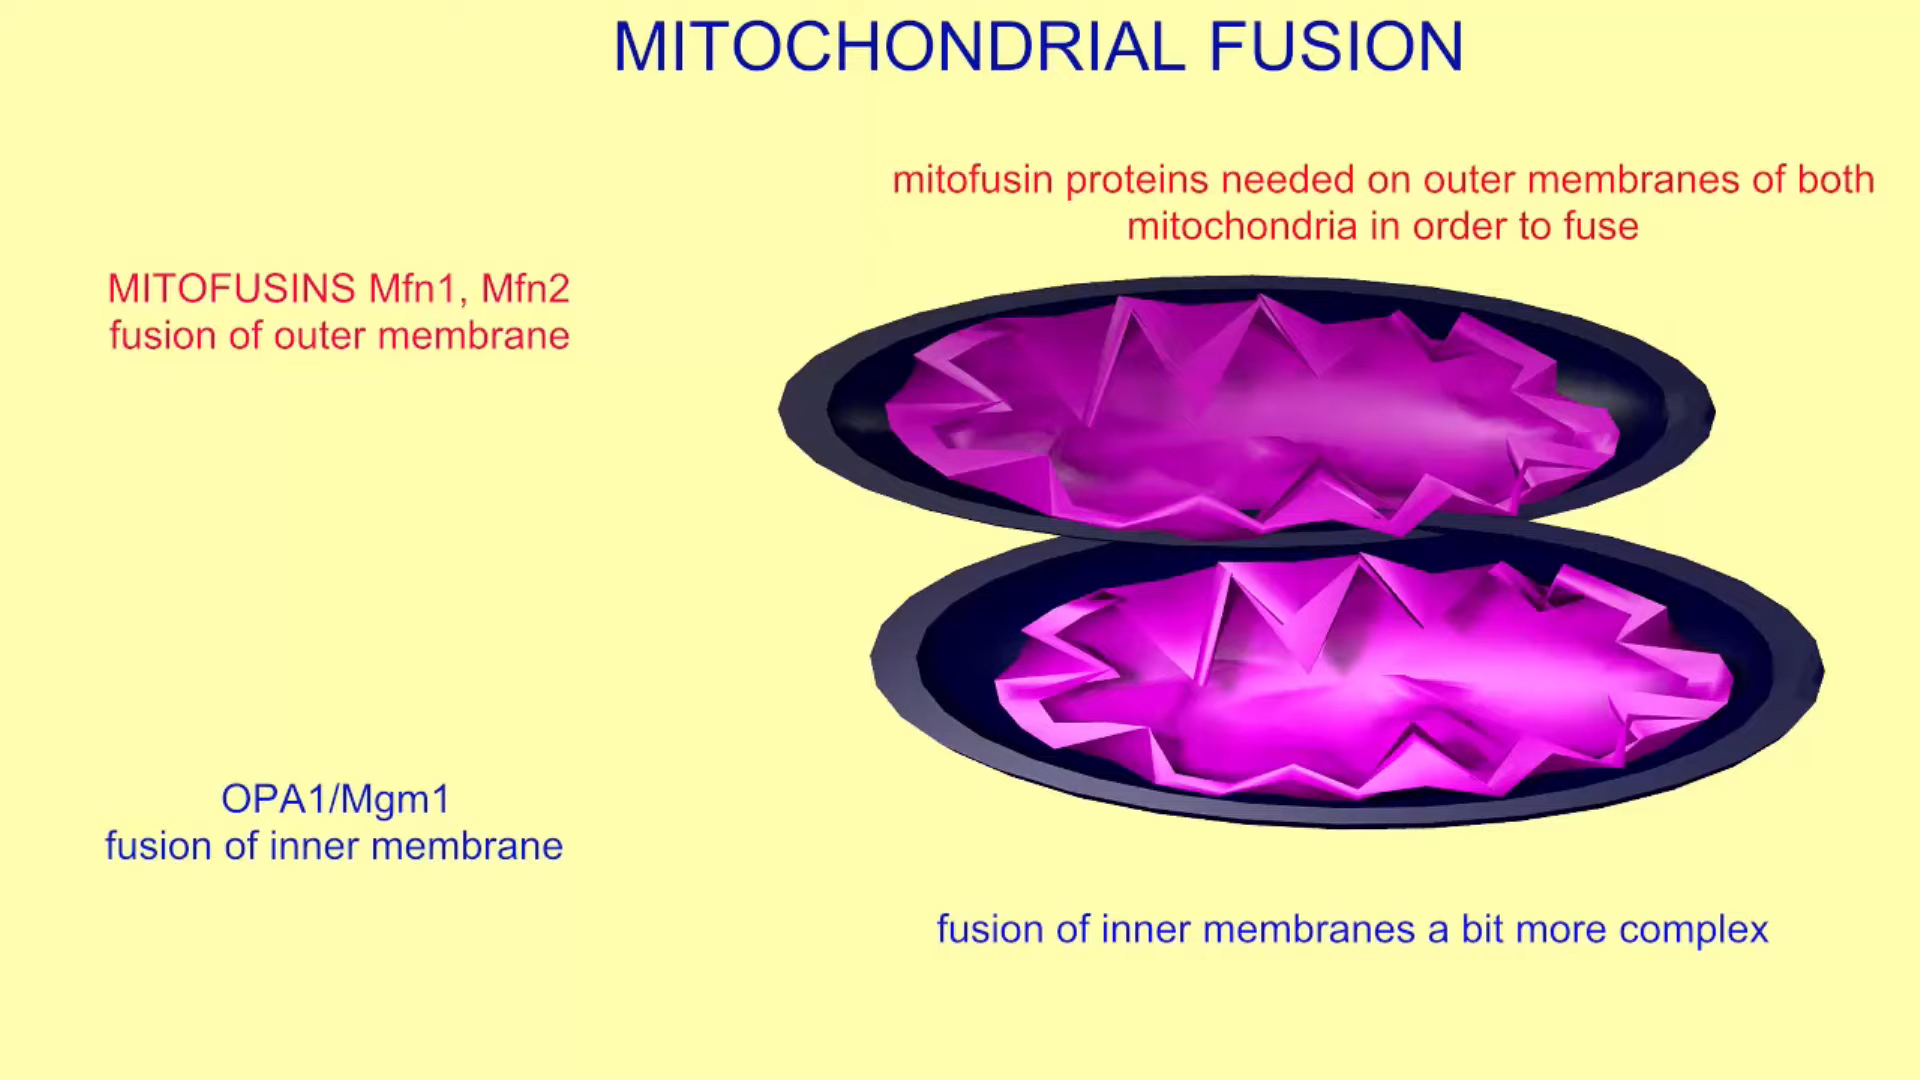 MITOCHONDRIAL FUSION
mitofusin proteins needed on outer membranes of both
mitochondria in order to fuse
MITOFUSINS Mfn1, Mfn2
fusion of outer membrane
OPA1/Mgm1
fusion of inner membrane
fusion of inner membranes a bit more complex